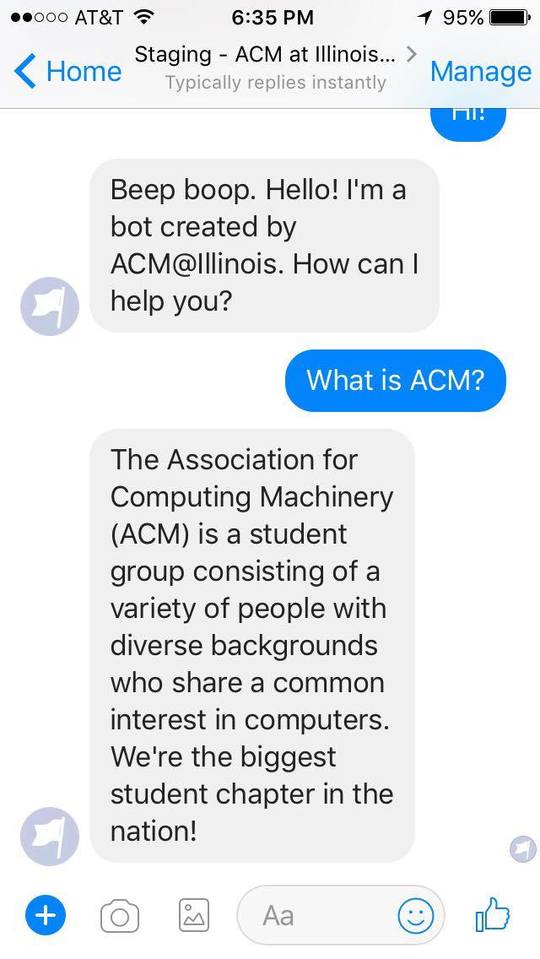 AT&T 6:35 PM 95%
Home Staging - ACM at Illinois... Manage
Typically replies instantly
Hi!
Beep boop. Hello! I'm a
bot created by
ACM@Illinois. How can I
help you?
What is ACM?
The Association for
Computing Machinery
(ACM) is a student
group consisting of a
variety of people with
diverse backgrounds
who share a common
interest in computers.
We're the biggest
student chapter in the
nation!
Aa